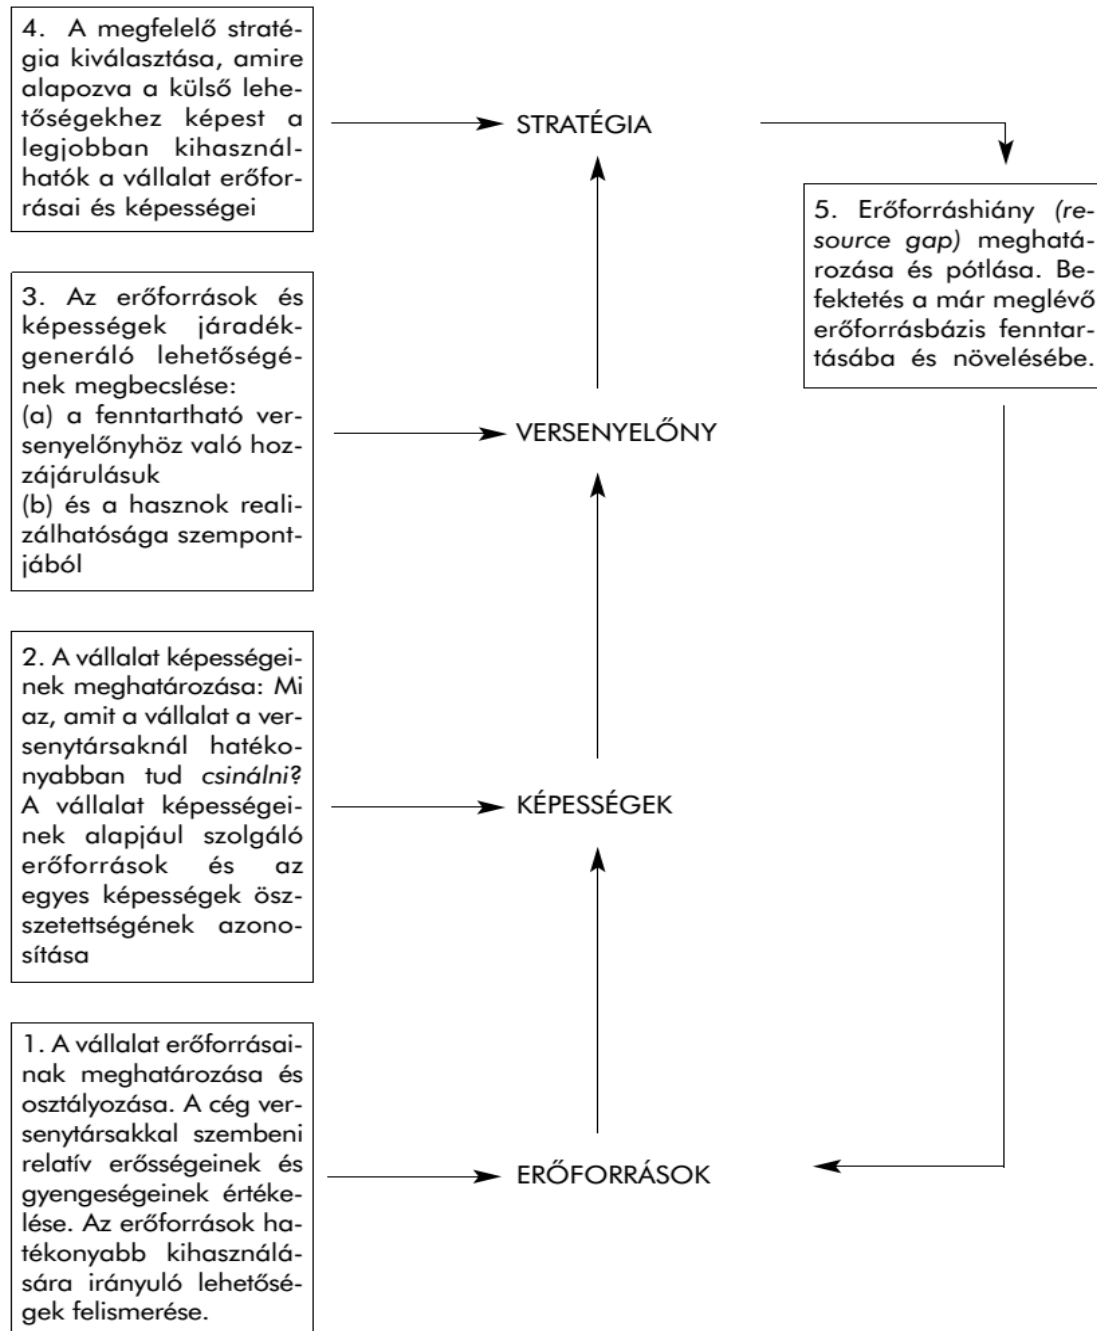 4. A megfelelő straté-
gia kiválasztása, amire
alapozva a külső lehe-
tőségekhez képest a
legjobban kihasznál-
hatók a vállalat erőfor-
rásai és képességei
STRATÉGIA
5. Erőforráshiány (re-
source gap) meghatá-
rozása és pótlása. Be-
fektetés a már meglévő
erőforrásbázis fenntar-
tásába és növelésébe.
3. Az erőforrások és
képességek járadék-
generáló lehetőségé-
nek megbecslése:
(a) a fenntartható ver-
senyelőnyhöz való hoz-
zájárulásuk
(b) és a hasznok reali-
zálhatósága szempont-
jából
VERSENYELŐNY
2. A vállalat képességei-
nek meghatározása: Mi
az, amit a vállalat a ver-
senytársaknál hatéko-
nyabban tud csinálni?
A vállalat képességei-
nek alapjául szolgáló
erőforrások és az
egyes képességek ösz-
szetettségének azono-
sítása
KÉPESSÉGEK
1. A vállalat erőforrásai-
nak meghatározása és
osztályozása. A cég ver-
senytársakkal szembeni
relatív erősségeinek és
gyengeségeinek értéke-
lése. Az erőforrások ha-
tékonyabb kihasználá-
sára irányuló lehetősé-
gek felismerése.
ERŐFORRÁSOK